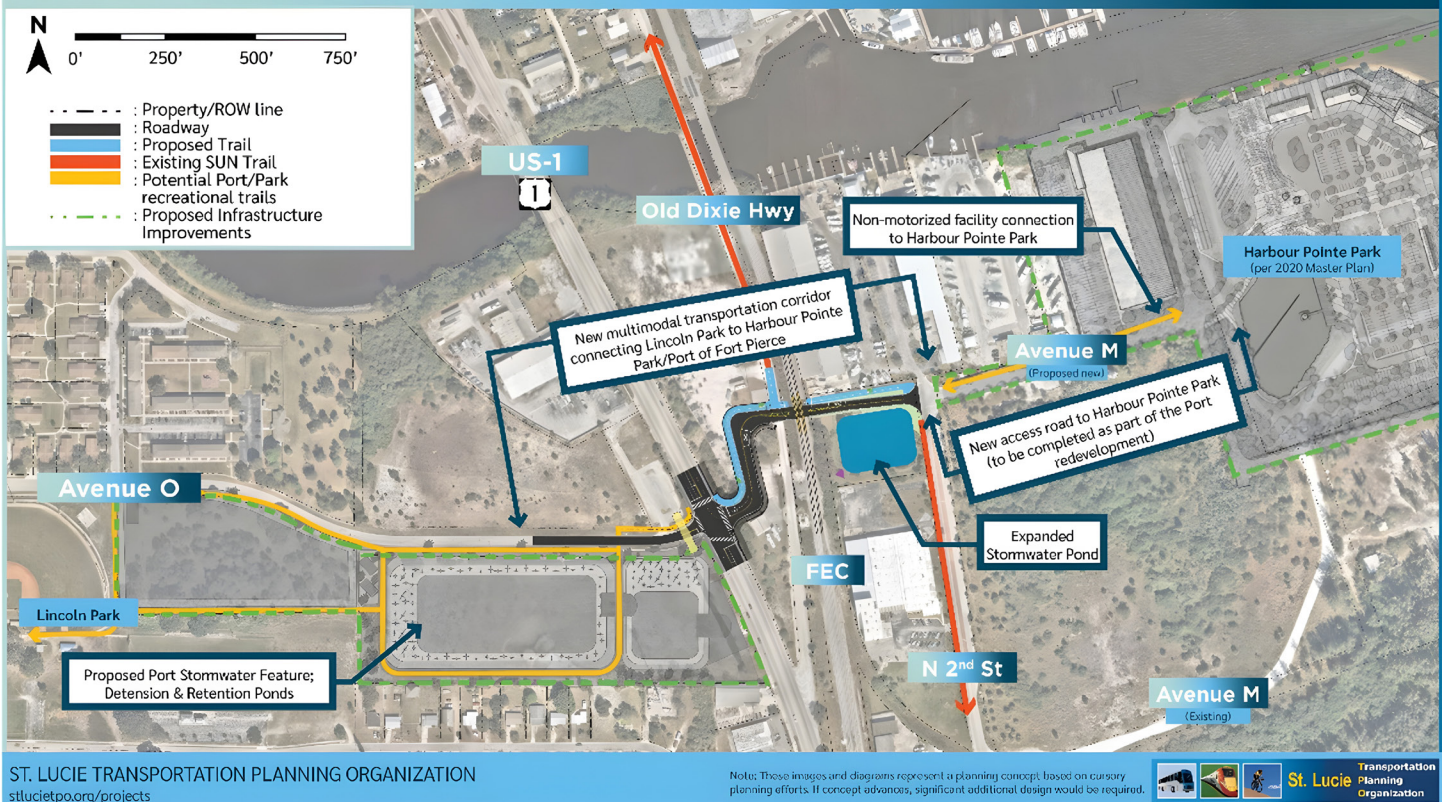 N
0' 250' 500' 750'
: Property/ROW line
: Roadway
: Proposed Trail
: Existing SUN Trail
: Potential Port/Park
recreational trails
: Proposed Infrastructure
Improvements
US-1
1
Old Dixie Hwy
Non-motorized facility connection
to Harbour Pointe Park
Harbour Pointe Park
(per 2020 Master Plan)
New multimodal transportation corridor
connecting Lincoln Park to Harbour Pointe
Park/Port of Fort Pierce
Avenue M
(Proposed new)
New access road to Harbour Pointe Park
(to be completed as part of the Port
redevelopment)
Avenue O
Expanded
Stormwater Pond
FEC
Lincoln Park
Proposed Port Stormwater Feature;
Detension & Retention Ponds
N 2nd St
Avenue M
(Existing)
ST. LUCIE TRANSPORTATION PLANNING ORGANIZATION
stlucietpo.org/projects
Note: These images and diagrams represent a planning concept based on cursory
planning efforts. If concept advances, significant additional design would be required.
St. Lucie
Transportation
Planning
Organization